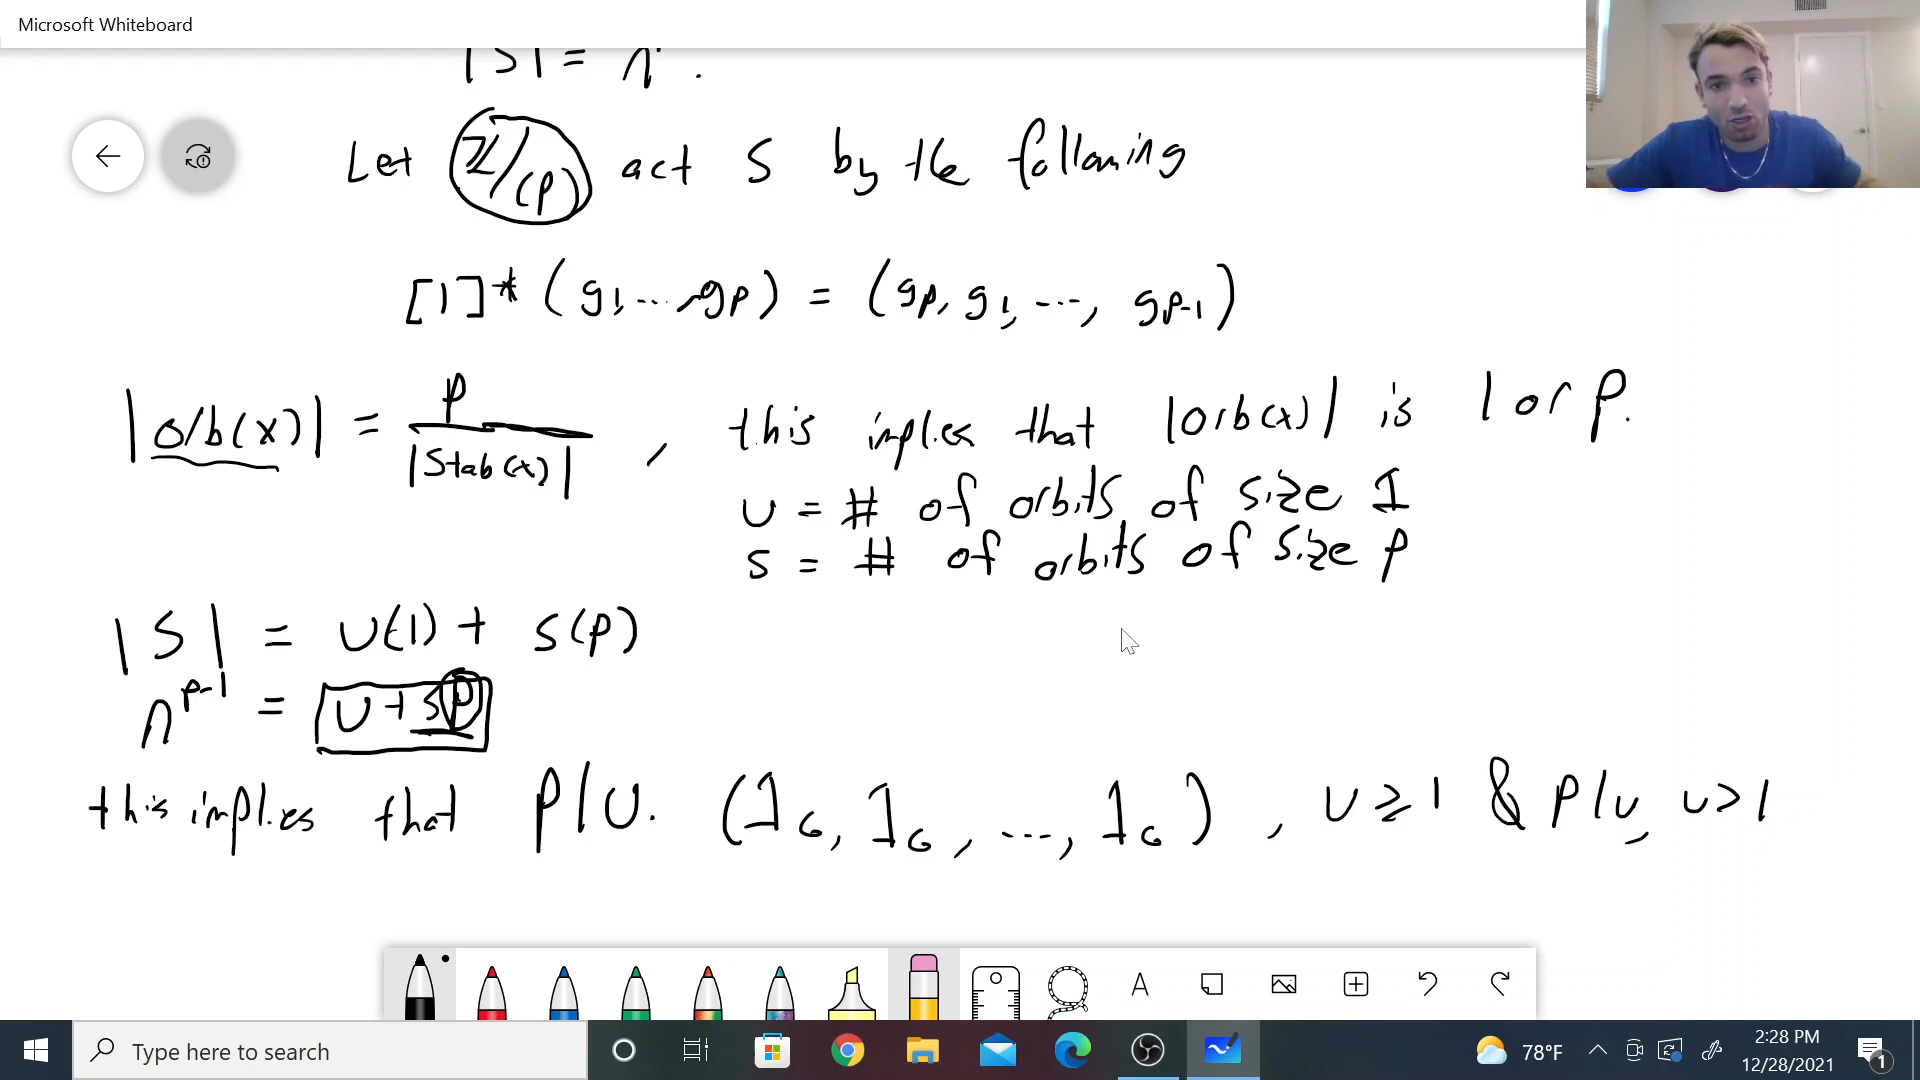 Microsoft Whiteboard
|S| = n .
Let Z/(p) act S by the following
[1]* (g1,...,gp) = (gp, g1, ..., gp-1)
|orb(x)| = p / |Stab(x)| , this implies that |orb(x)| is 1 or p.
u = # of orbits of size 1
s = # of orbits of size p
|S| = u(1) + s(p)
n^p-1 = u + sp
this implies that p|u. (1G, 1G, ..., 1G) , u ≥ 1 & p|u, u > 1
A
Type here to search
78°F
2:28 PM
12/28/2021
1